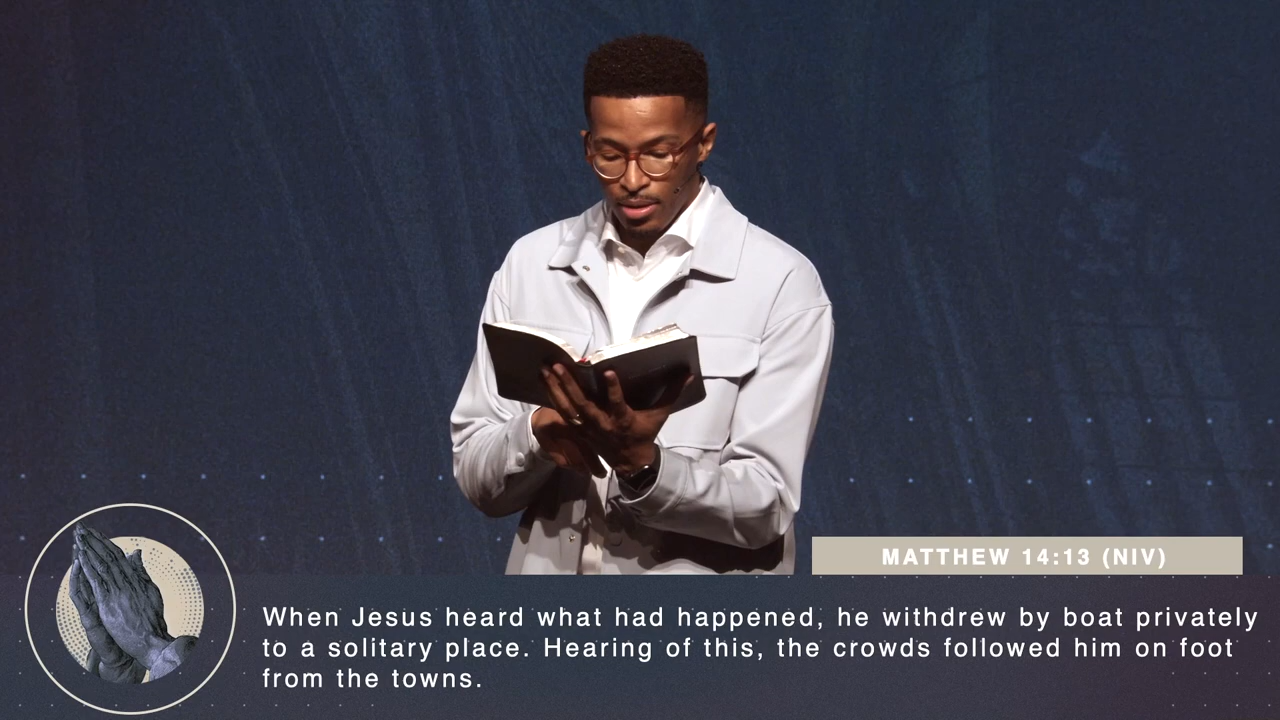 MATTHEW 14:13 (NIV)
When Jesus heard what had happened, he withdrew by boat privately
to a solitary place. Hearing of this, the crowds followed him on foot
from the towns.